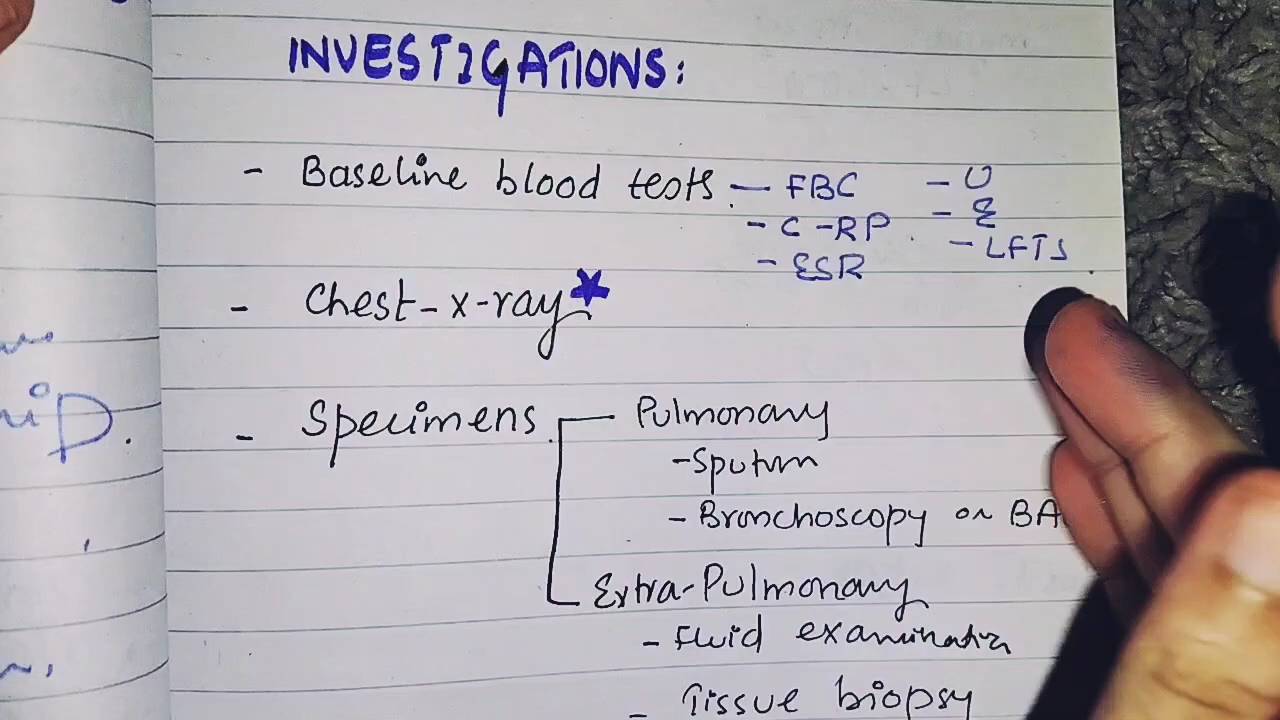 INVESTIGATIONS:
- Baseline blood tests. — FBC - U
- C-RP - E
- ESR - LFTS
- Chest-x-ray
- Specimens. Pulmonary
- Sputum
- Bronchoscopy or BA
Extra-Pulmonary
- Fluid examination
- Tissue biopsy